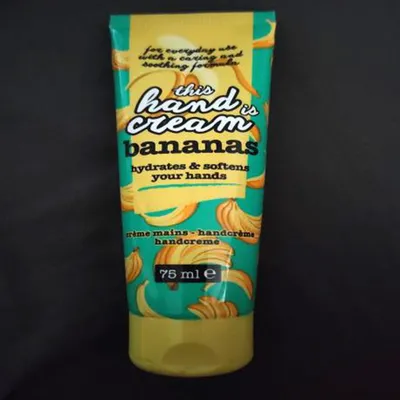 for everyday use
with a caring and
soothing formula
this
hand is
cream
bananas
hydrates & softens
your hands
crème mains - handcrème
handcreme
75 ml e